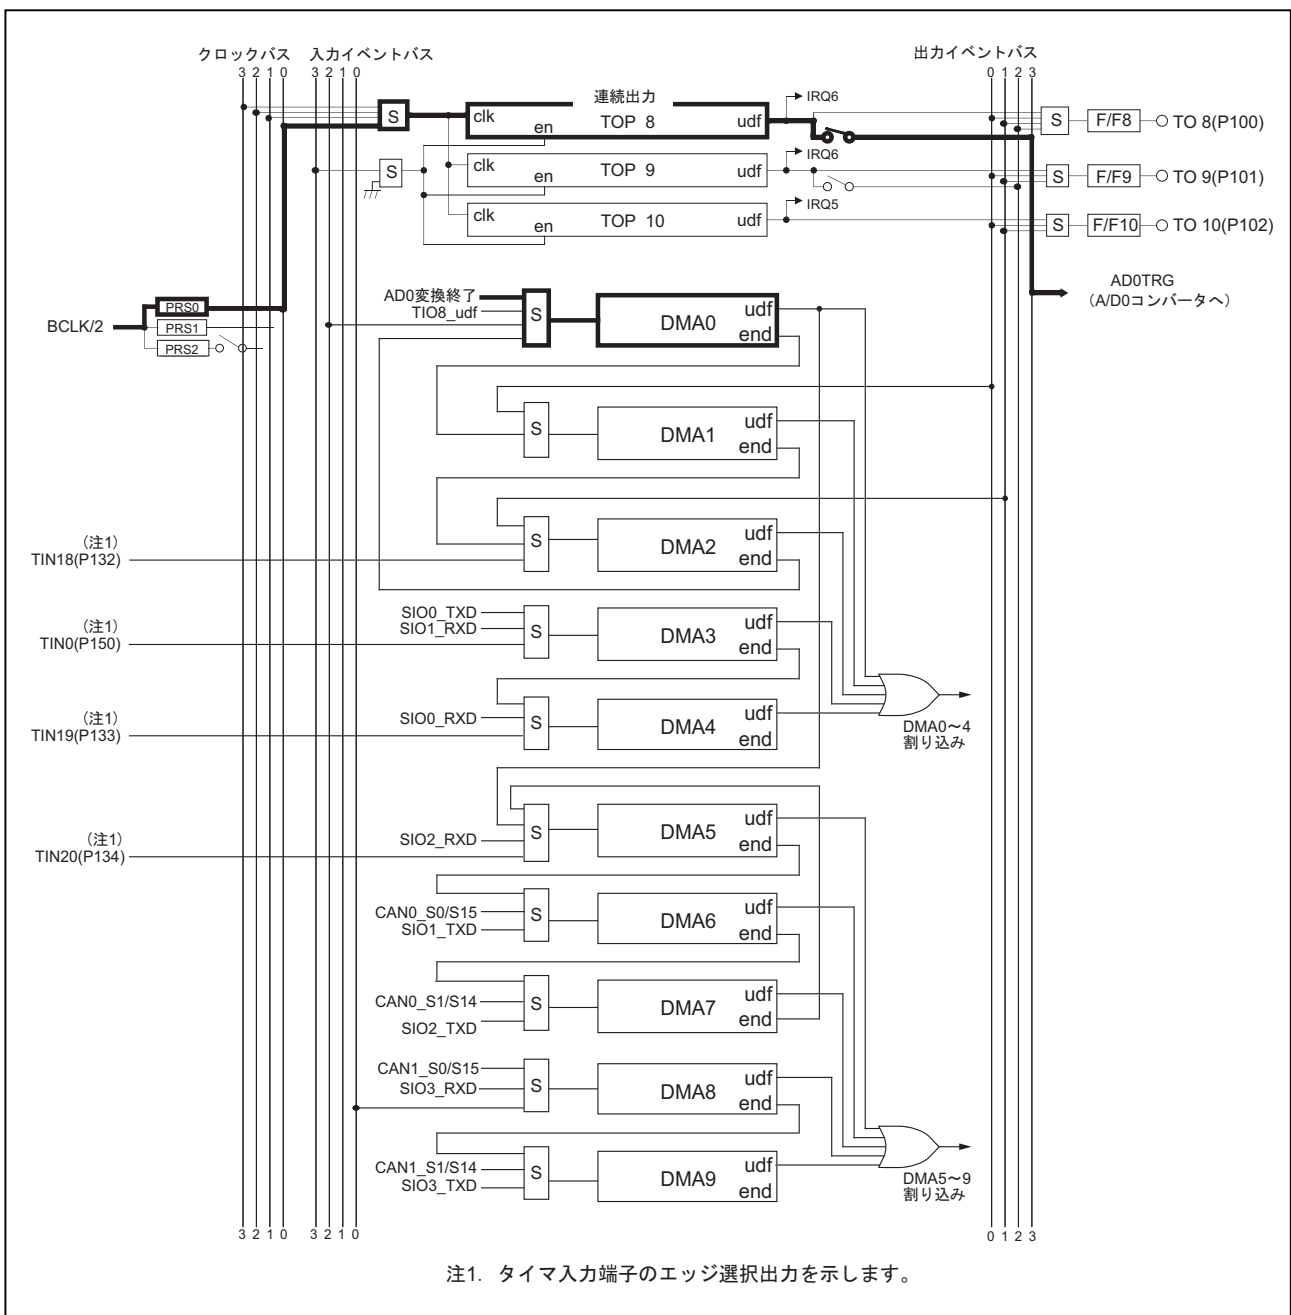 クロックバス 入力イベントバス 出力イベントバス
3 2 1 0 3 2 1 0 0 1 2 3
連続出力
IRQ6
S clk TOP 8 udf en
S F/F8 TO 8(P100)
IRQ6
S clk TOP 9 udf en
S F/F9 TO 9(P101)
IRQ5
clk TOP 10 udf en
S F/F10 TO 10(P102)
AD0TRG
(A/D0コンバータへ)
BCLK/2
PRS0
PRS1
PRS2
AD0変換終了
TIO8_udf
S DMA0 udf end
S DMA1 udf end
(注1)
TIN18(P132)
S DMA2 udf end
(注1)
TIN0(P150)
SIO0_TXD
SIO1_RXD
S DMA3 udf end
(注1)
TIN19(P133)
SIO0_RXD
S DMA4 udf end
DMA0～4
割り込み
(注1)
TIN20(P134)
SIO2_RXD
S DMA5 udf end
CAN0_S0/S15
SIO1_TXD
S DMA6 udf end
CAN0_S1/S14
SIO2_TXD
S DMA7 udf end
CAN1_S0/S15
SIO3_RXD
S DMA8 udf end
CAN1_S1/S14
SIO3_TXD
S DMA9 udf end
DMA5～9
割り込み
3 2 1 0 3 2 1 0 0 1 2 3
注1. タイマ入力端子のエッジ選択出力を示します。